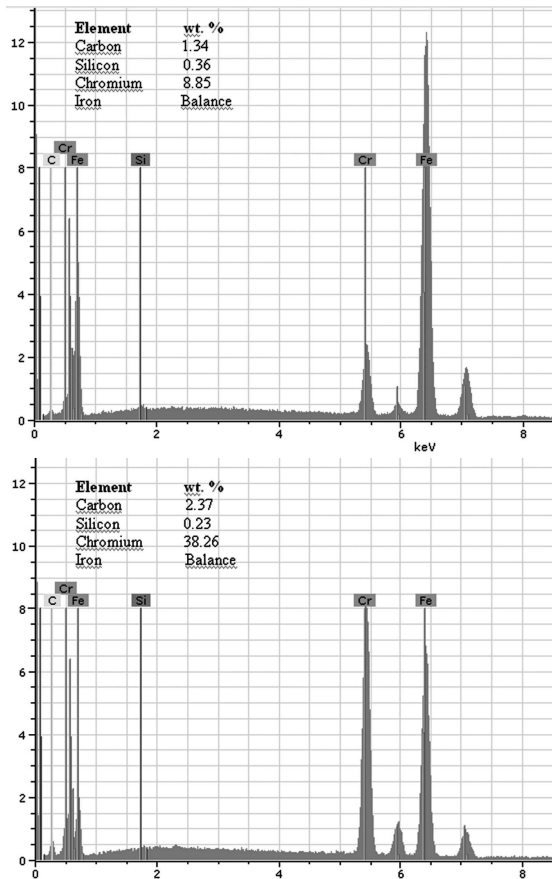 Element wt. %
Carbon 1.34
Silicon 0.36
Chromium 8.85
Iron Balance
12
10
8
6
4
2
0
Cr
C Fe Si Cr Fe
0 2 4 6 8
keV
Element wt. %
Carbon 2.37
Silicon 0.23
Chromium 38.26
Iron Balance
12
10
8
6
4
2
0
Cr
C Fe Si Cr Fe
0 2 4 6 8